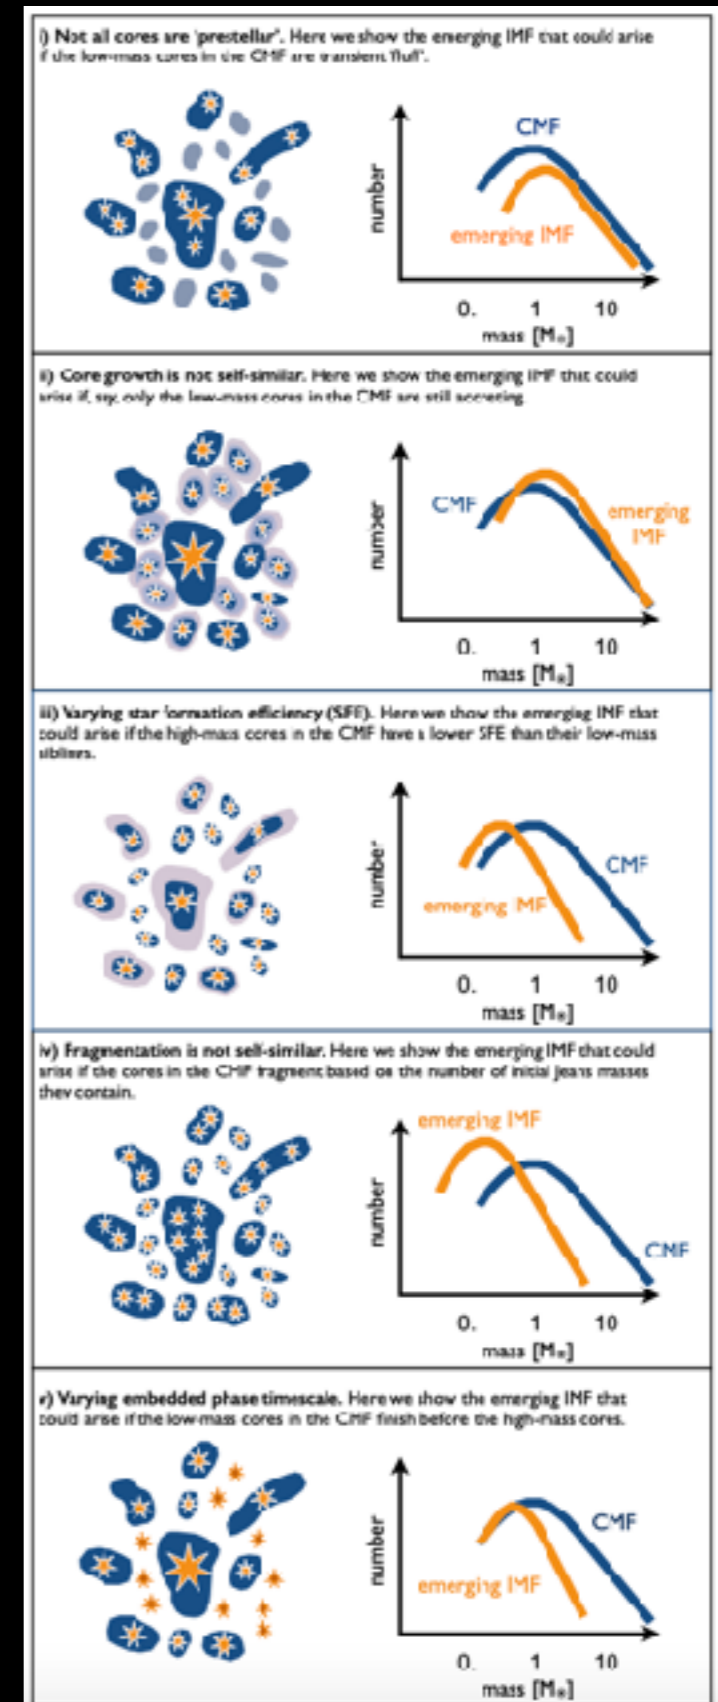 i) Not all cores are 'prestellar'. Here we show the emerging IMF that could arise
if the low-mass cores in the CMF are transient 'fluff'.
CMF
emerging IMF
number
0. 1 10
mass [M⊙]
ii) Core growth is not self-similar. Here we show the emerging IMF that could
arise if, say, only the low-mass cores in the CMF are still accreting.
CMF
emerging
IMF
number
0. 1 10
mass [M⊙]
iii) Varying star formation efficiency (SFE). Here we show the emerging IMF that
could arise if the high-mass cores in the CMF have a lower SFE than their low-mass
siblings.
CMF
emerging IMF
number
0. 1 10
mass [M⊙]
iv) Fragmentation is not self-similar. Here we show the emerging IMF that could
arise if the cores in the CMF fragment based on the number of initial Jeans masses
they contain.
emerging IMF
CMF
number
0. 1 10
mass [M⊙]
v) Varying embedded phase timescale. Here we show the emerging IMF that
could arise if the low-mass cores in the CMF finish before the high-mass cores.
CMF
emerging IMF
number
0. 1 10
mass [M⊙]